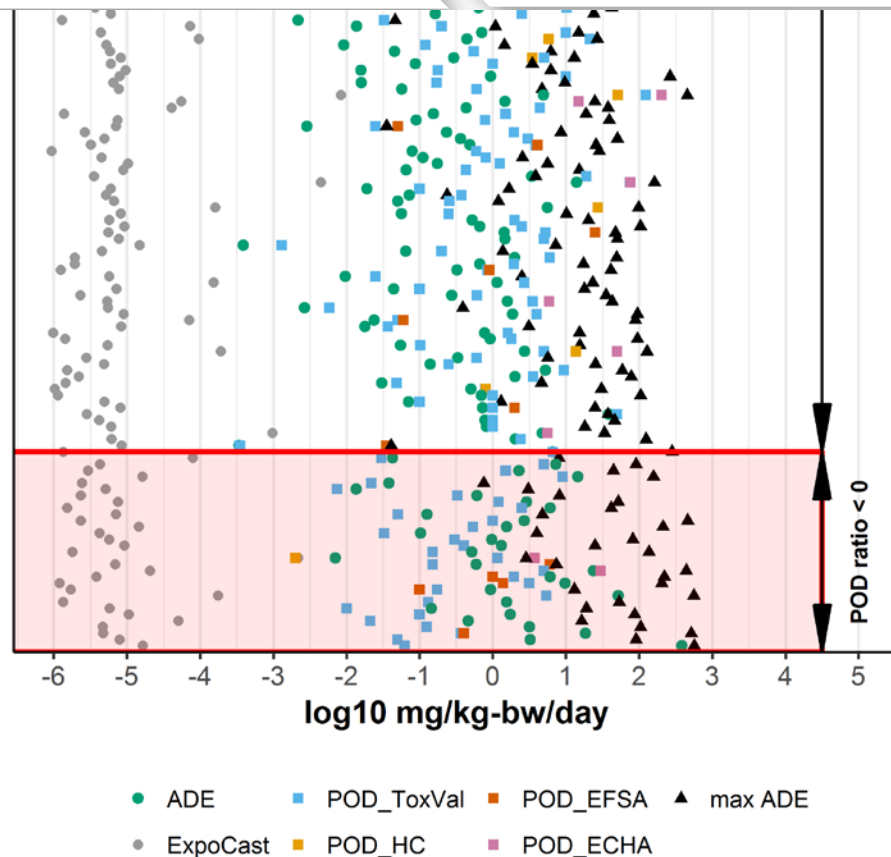 POD ratio < 0
-6 -5 -4 -3 -2 -1 0 1 2 3 4 5
log10 mg/kg-bw/day
ADE POD_ToxVal POD_EFSA max ADE
ExpoCast POD_HC POD_ECHA